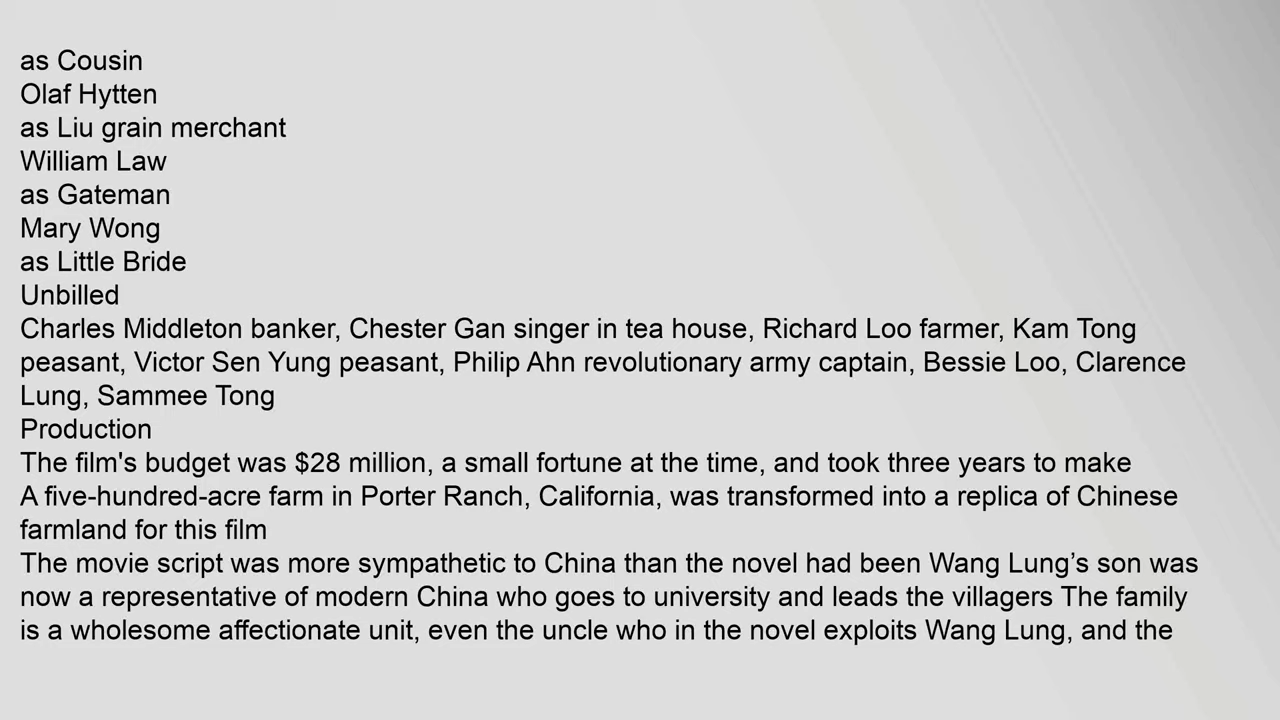 as Cousin
Olaf Hytten
as Liu grain merchant
William Law
as Gateman
Mary Wong
as Little Bride
Unbilled
Charles Middleton banker, Chester Gan singer in tea house, Richard Loo farmer, Kam Tong
peasant, Victor Sen Yung peasant, Philip Ahn revolutionary army captain, Bessie Loo, Clarence
Lung, Sammee Tong
Production
The film's budget was $28 million, a small fortune at the time, and took three years to make
A five-hundred-acre farm in Porter Ranch, California, was transformed into a replica of Chinese
farmland for this film
The movie script was more sympathetic to China than the novel had been Wang Lung’s son was
now a representative of modern China who goes to university and leads the villagers The family
is a wholesome affectionate unit, even the uncle who in the novel exploits Wang Lung, and the